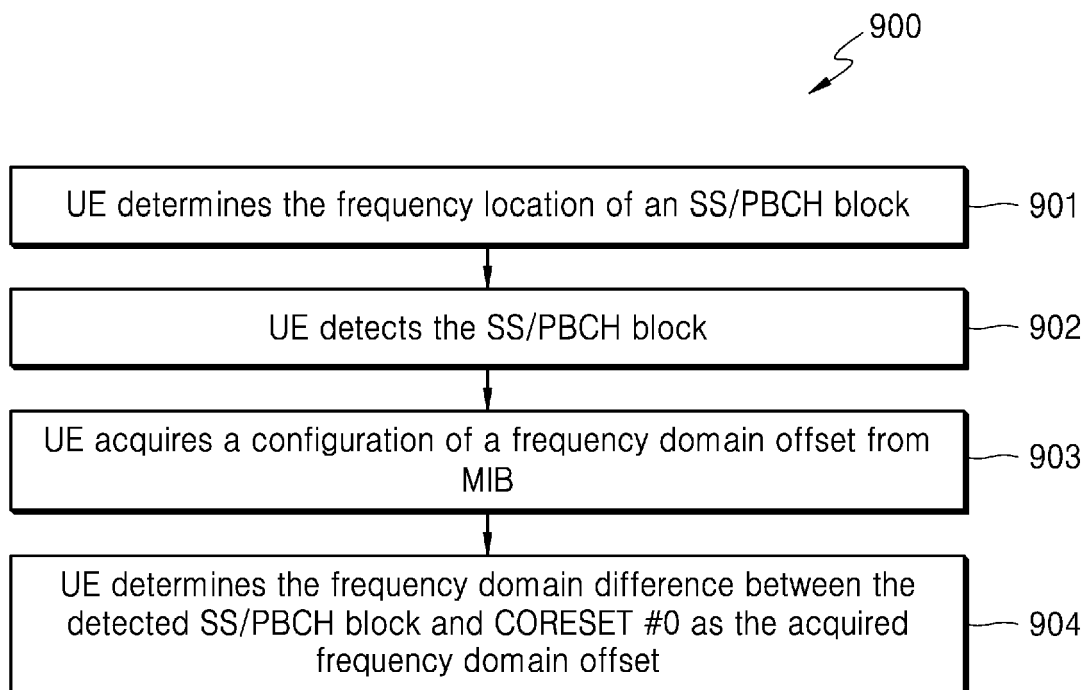 900
UE determines the frequency location of an SS/PBCH block
901
UE detects the SS/PBCH block
902
UE acquires a configuration of a frequency domain offset from
MIB
903
UE determines the frequency domain difference between the
detected SS/PBCH block and CORESET #0 as the acquired
frequency domain offset
904